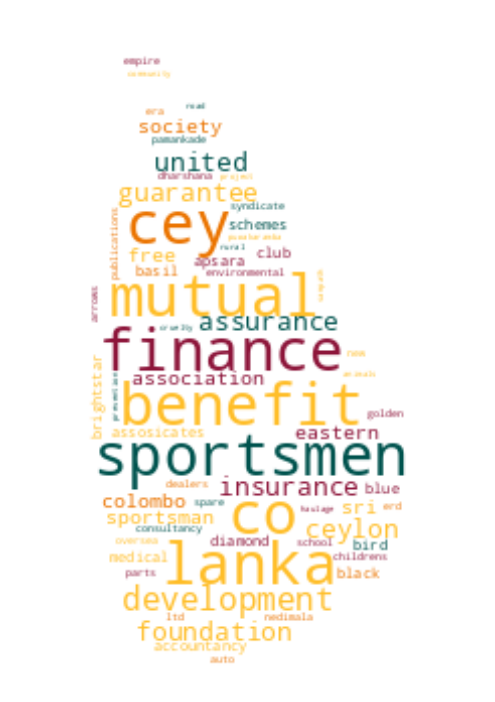 empire
community
road
era
society
pamankade
united
dharshana project
guarantee
syndicate
publications
cey
schemes
puwakaramba
rural
free
apsara
club
basil
environmental
mutual
arrows
cruelty
assurance
finance
new
association
prevention
animals
brightstar
benefit
golden
assosicates
eastern
sportsmen
dealers
insurance
blue
colombo
spare
co
haulage
sri
erd
sportsman
consultancy
ceylon
oversea
diamond
school
bird
medical
lanka
childrens
parts
black
development
ltd
nedimala
foundation
accountancy
auto